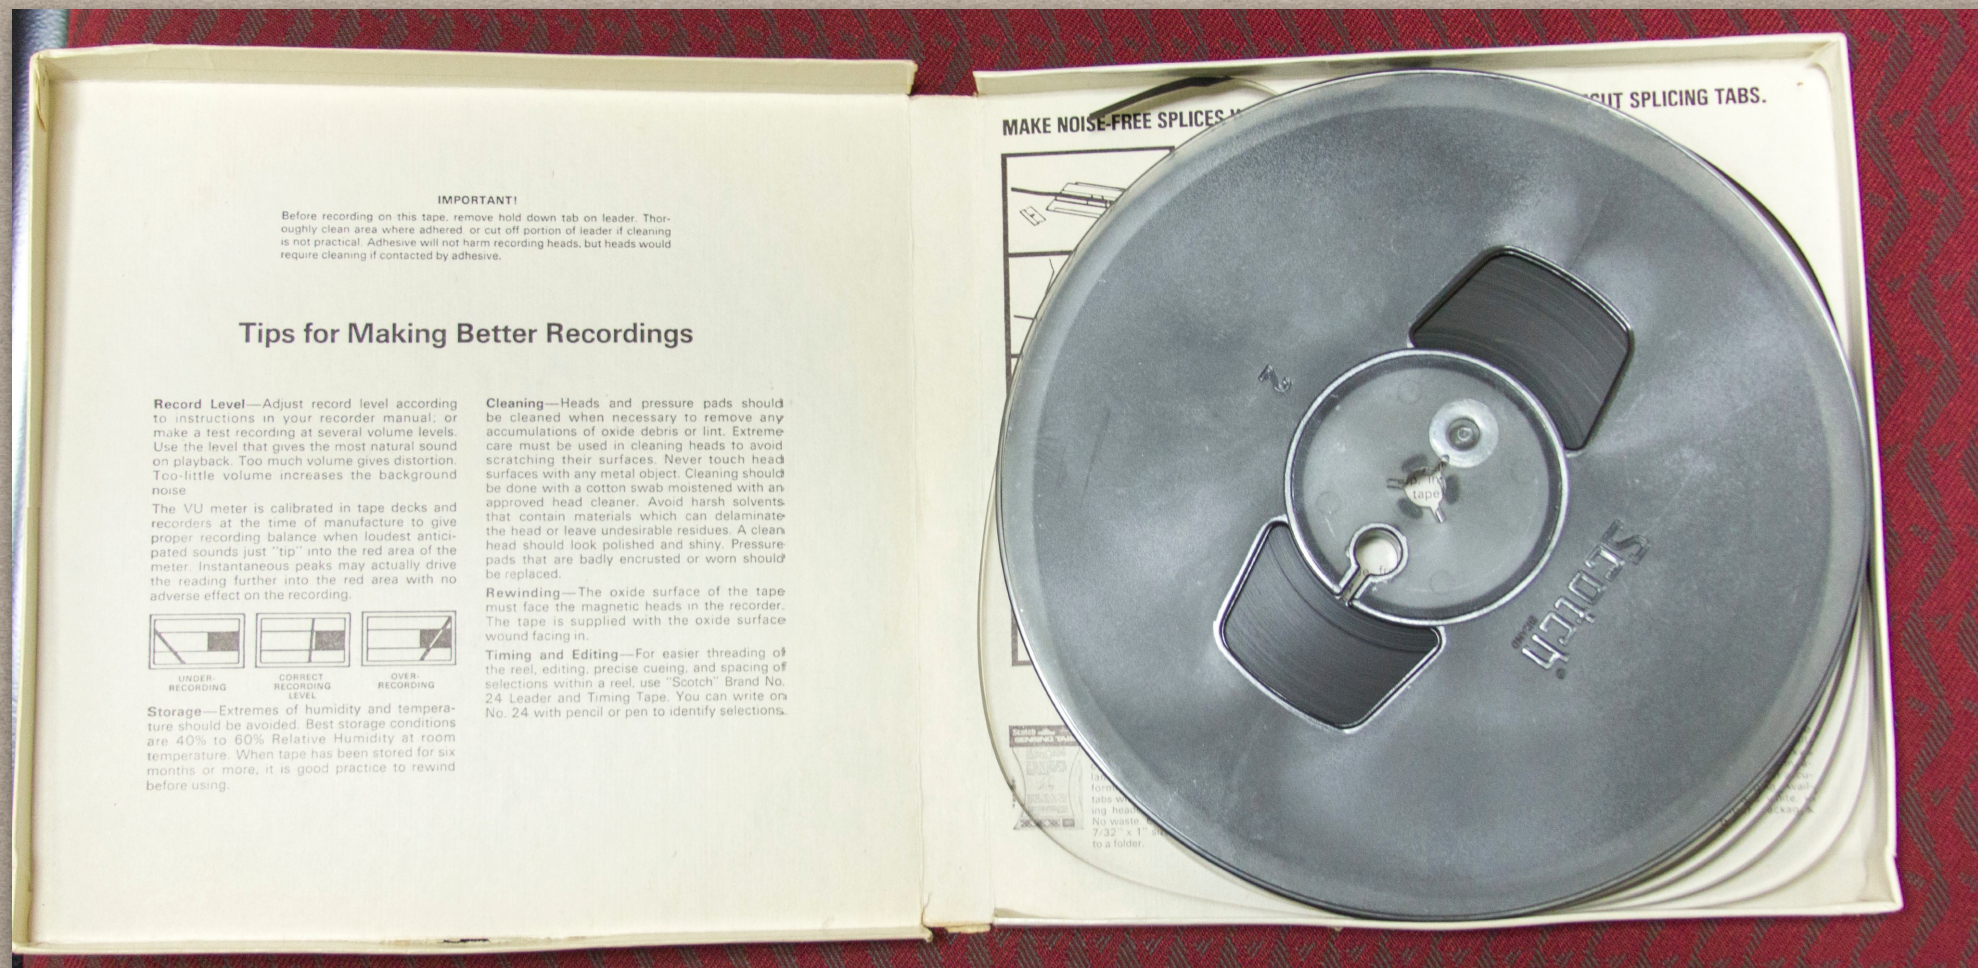 IMPORTANT!
Before recording on this tape, remove hold down tab on leader. Thor-
oughly clean area where adhered, or cut off portion of leader if cleaning
is not practical. Adhesive will not harm recording heads, but heads would
require cleaning if contacted by adhesive.
Tips for Making Better Recordings
Record Level—Adjust record level according
to instructions in your recorder manual; or
make a test recording at several volume levels.
Use the level that gives the most natural sound
on playback. Too much volume gives distortion.
Too-little volume increases the background
noise
The VU meter is calibrated in tape decks and
recorders at the time of manufacture to give
proper recording balance when loudest antici-
pated sounds just "tip" into the red area of the
meter. Instantaneous peaks may actually drive
the reading further into the red area with no
adverse effect on the recording.
UNDER-
RECORDING
CORRECT
RECORDING
LEVEL
OVER-
RECORDING
Storage—Extremes of humidity and tempera-
ture should be avoided. Best storage conditions
are 40% to 60% Relative Humidity at room
temperature. When tape has been stored for six
months or more, it is good practice to rewind
before using.
Cleaning—Heads and pressure pads should
be cleaned when necessary to remove any
accumulations of oxide debris or lint. Extreme
care must be used in cleaning heads to avoid
scratching their surfaces. Never touch head
surfaces with any metal object. Cleaning should
be done with a cotton swab moistened with an
approved head cleaner. Avoid harsh solvents
that contain materials which can delaminate
the head or leave undesirable residues. A clean
head should look polished and shiny. Pressure
pads that are badly encrusted or worn should
be replaced.
Rewinding—The oxide surface of the tape
must face the magnetic heads in the recorder.
The tape is supplied with the oxide surface
wound facing in.
Timing and Editing—For easier threading of
the reel, editing, precise cueing, and spacing of
selections within a reel, use "Scotch" Brand No.
24 Leader and Timing Tape. You can write on
No. 24 with pencil or pen to identify selections.
MAKE NOISE-FREE SPLICES
CUT SPLICING TABS.
2
tape
Scotch
BRAND
form
tabs
ing
No waste.
7/32" x 1"
to a folder.